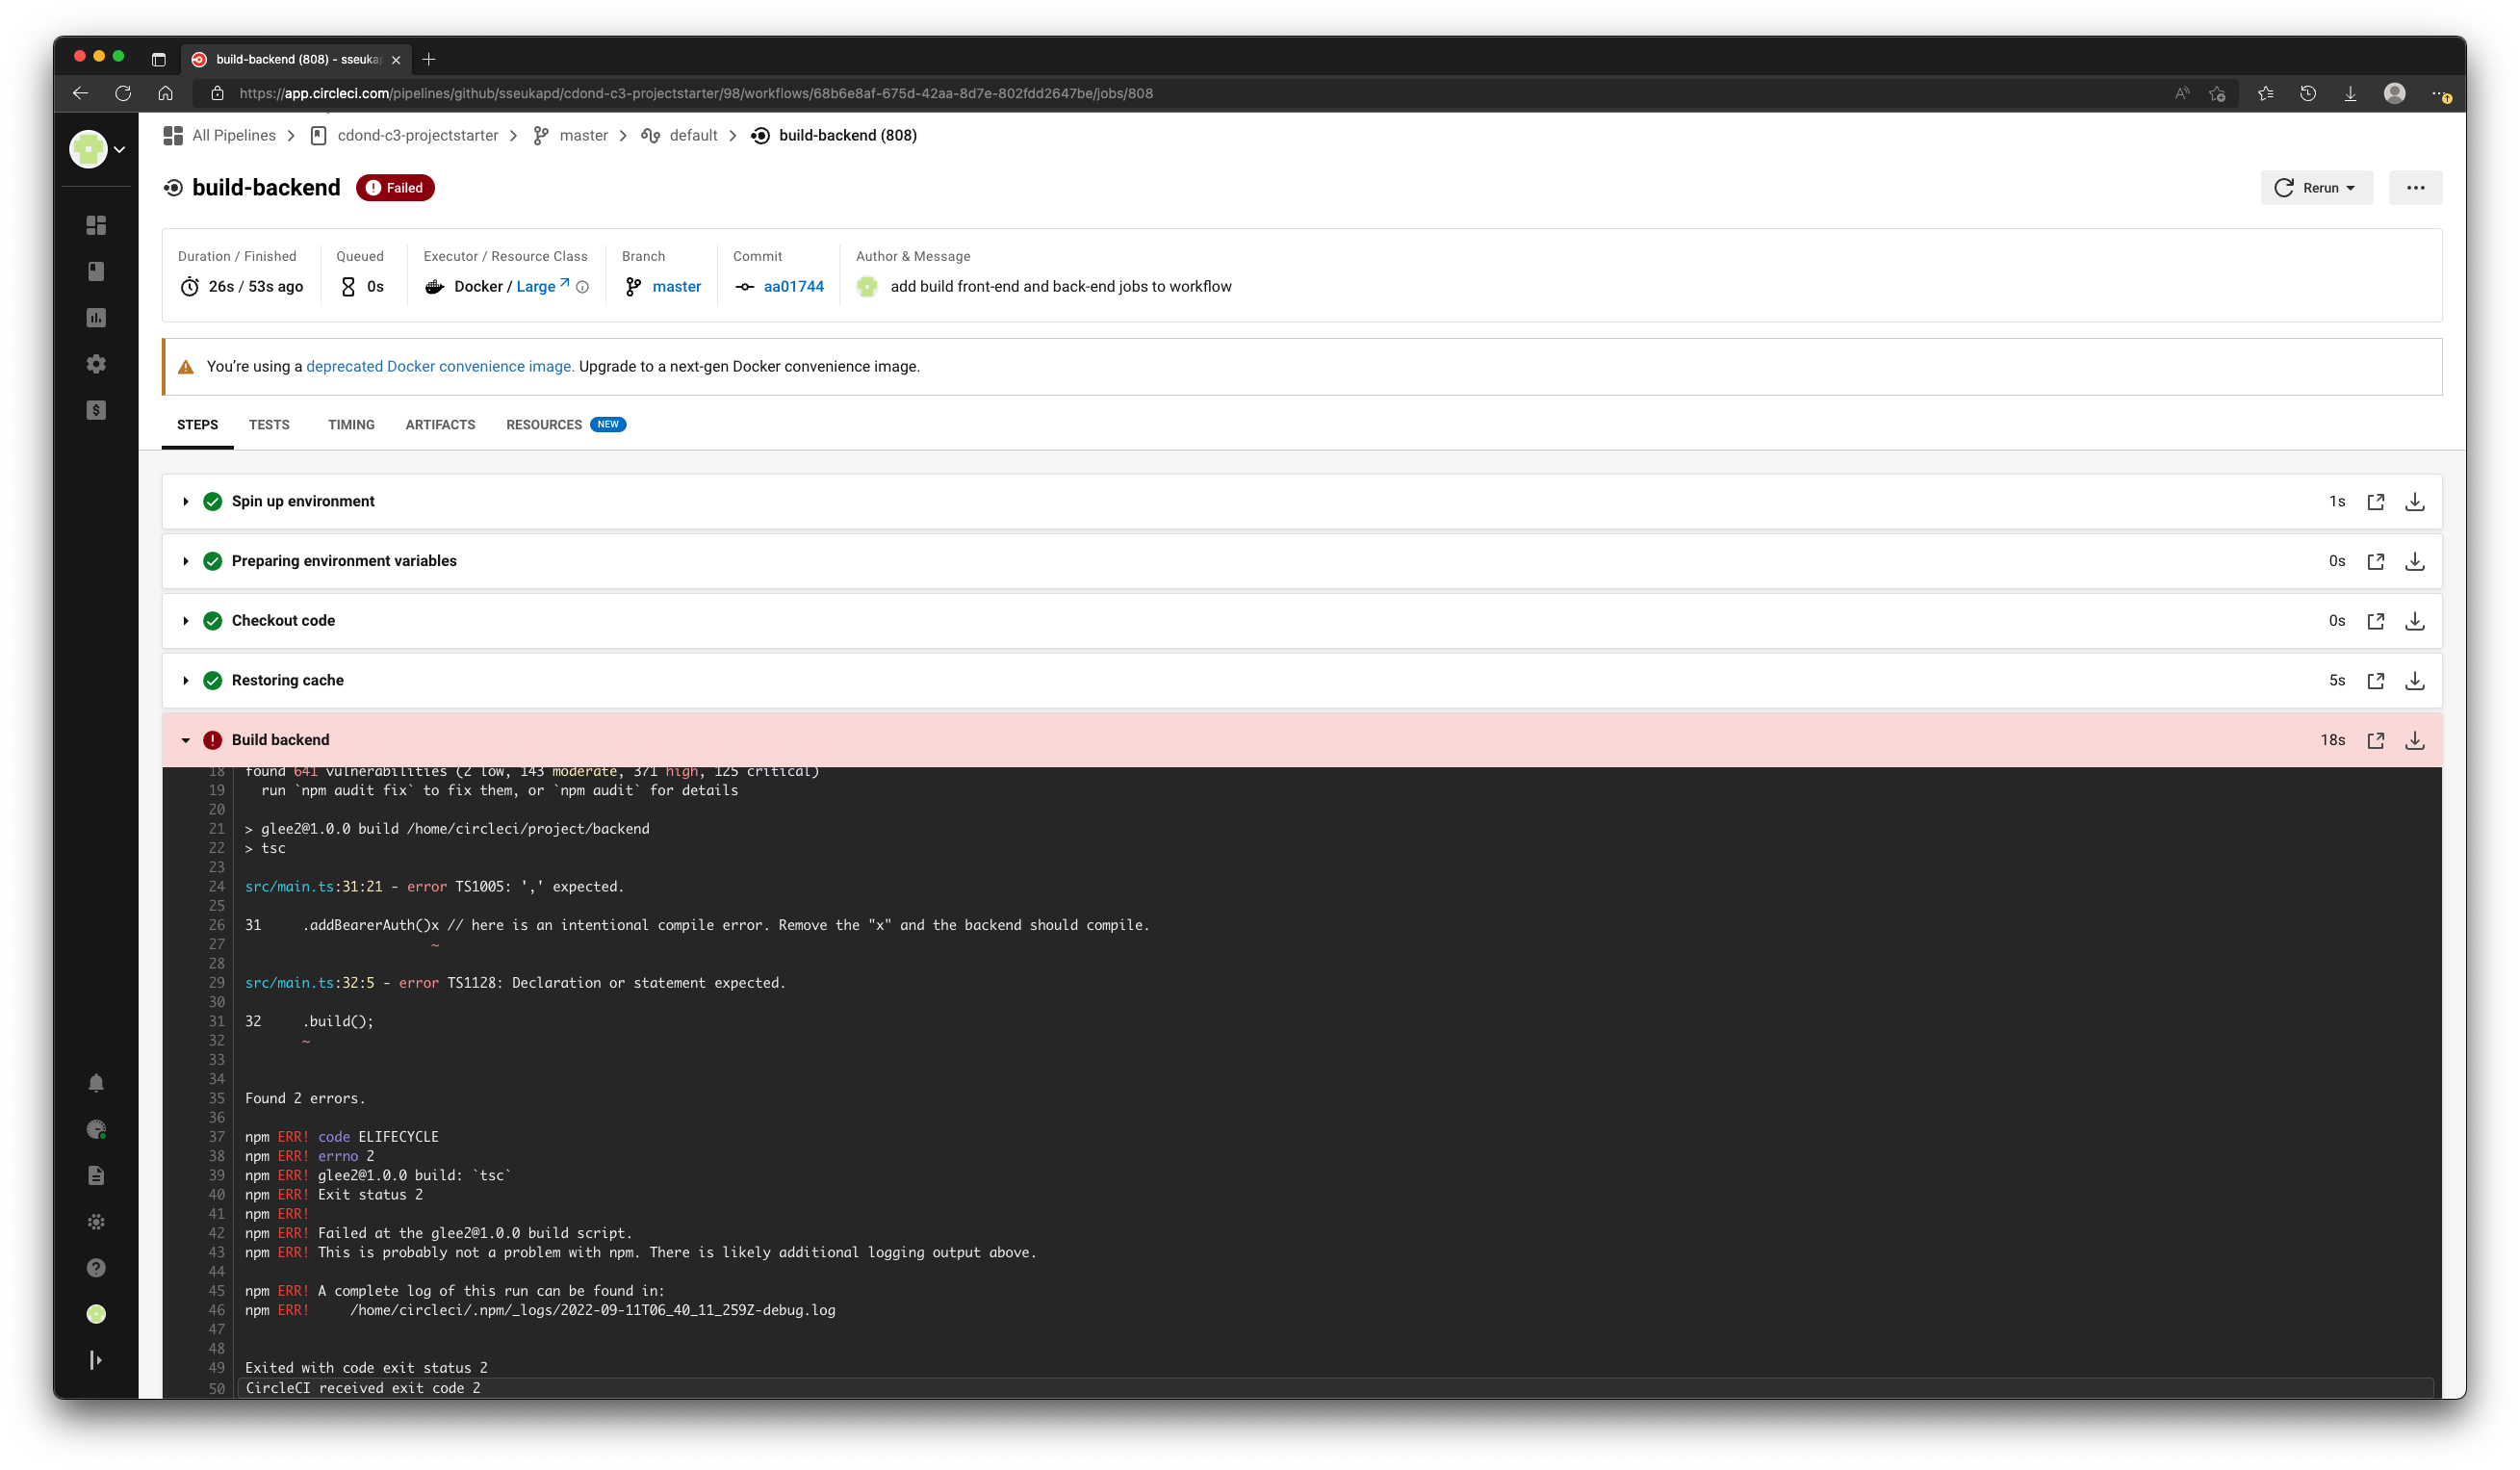 build-backend (808) - sseukap
https://app.circleci.com/pipelines/github/sseukapd/cdond-c3-projectstarter/98/workflows/68b6e8af-675d-42aa-8d7e-802fdd2647be/jobs/808
All Pipelines > cdond-c3-projectstarter > master > default > build-backend (808)
build-backend Failed Rerun
Duration / Finished Queued Executor / Resource Class Branch Commit Author & Message
26s / 53s ago 0s Docker / Large master aa01744 add build front-end and back-end jobs to workflow
You're using a deprecated Docker convenience image. Upgrade to a next-gen Docker convenience image.
STEPS TESTS TIMING ARTIFACTS RESOURCES NEW
Spin up environment 1s
Preparing environment variables 0s
Checkout code 0s
Restoring cache 5s
Build backend 18s
18 found 641 vulnerabilities (2 low, 143 moderate, 371 high, 125 critical)
19 run `npm audit fix` to fix them, or `npm audit` for details
20
21 > glee2@1.0.0 build /home/circleci/project/backend
22 > tsc
23
24 src/main.ts:31:21 - error TS1005: ',' expected.
25
26 31 .addBearerAuth()x // here is an intentional compile error. Remove the "x" and the backend should compile.
27 ~
28
29 src/main.ts:32:5 - error TS1128: Declaration or statement expected.
30
31 32 .build();
32 ~
33
34
35 Found 2 errors.
36
37 npm ERR! code ELIFECYCLE
38 npm ERR! errno 2
39 npm ERR! glee2@1.0.0 build: `tsc`
40 npm ERR! Exit status 2
41 npm ERR!
42 npm ERR! Failed at the glee2@1.0.0 build script.
43 npm ERR! This is probably not a problem with npm. There is likely additional logging output above.
44
45 npm ERR! A complete log of this run can be found in:
46 npm ERR! /home/circleci/.npm/_logs/2022-09-11T06_40_11_259Z-debug.log
47
48
49 Exited with code exit status 2
50 CircleCI received exit code 2